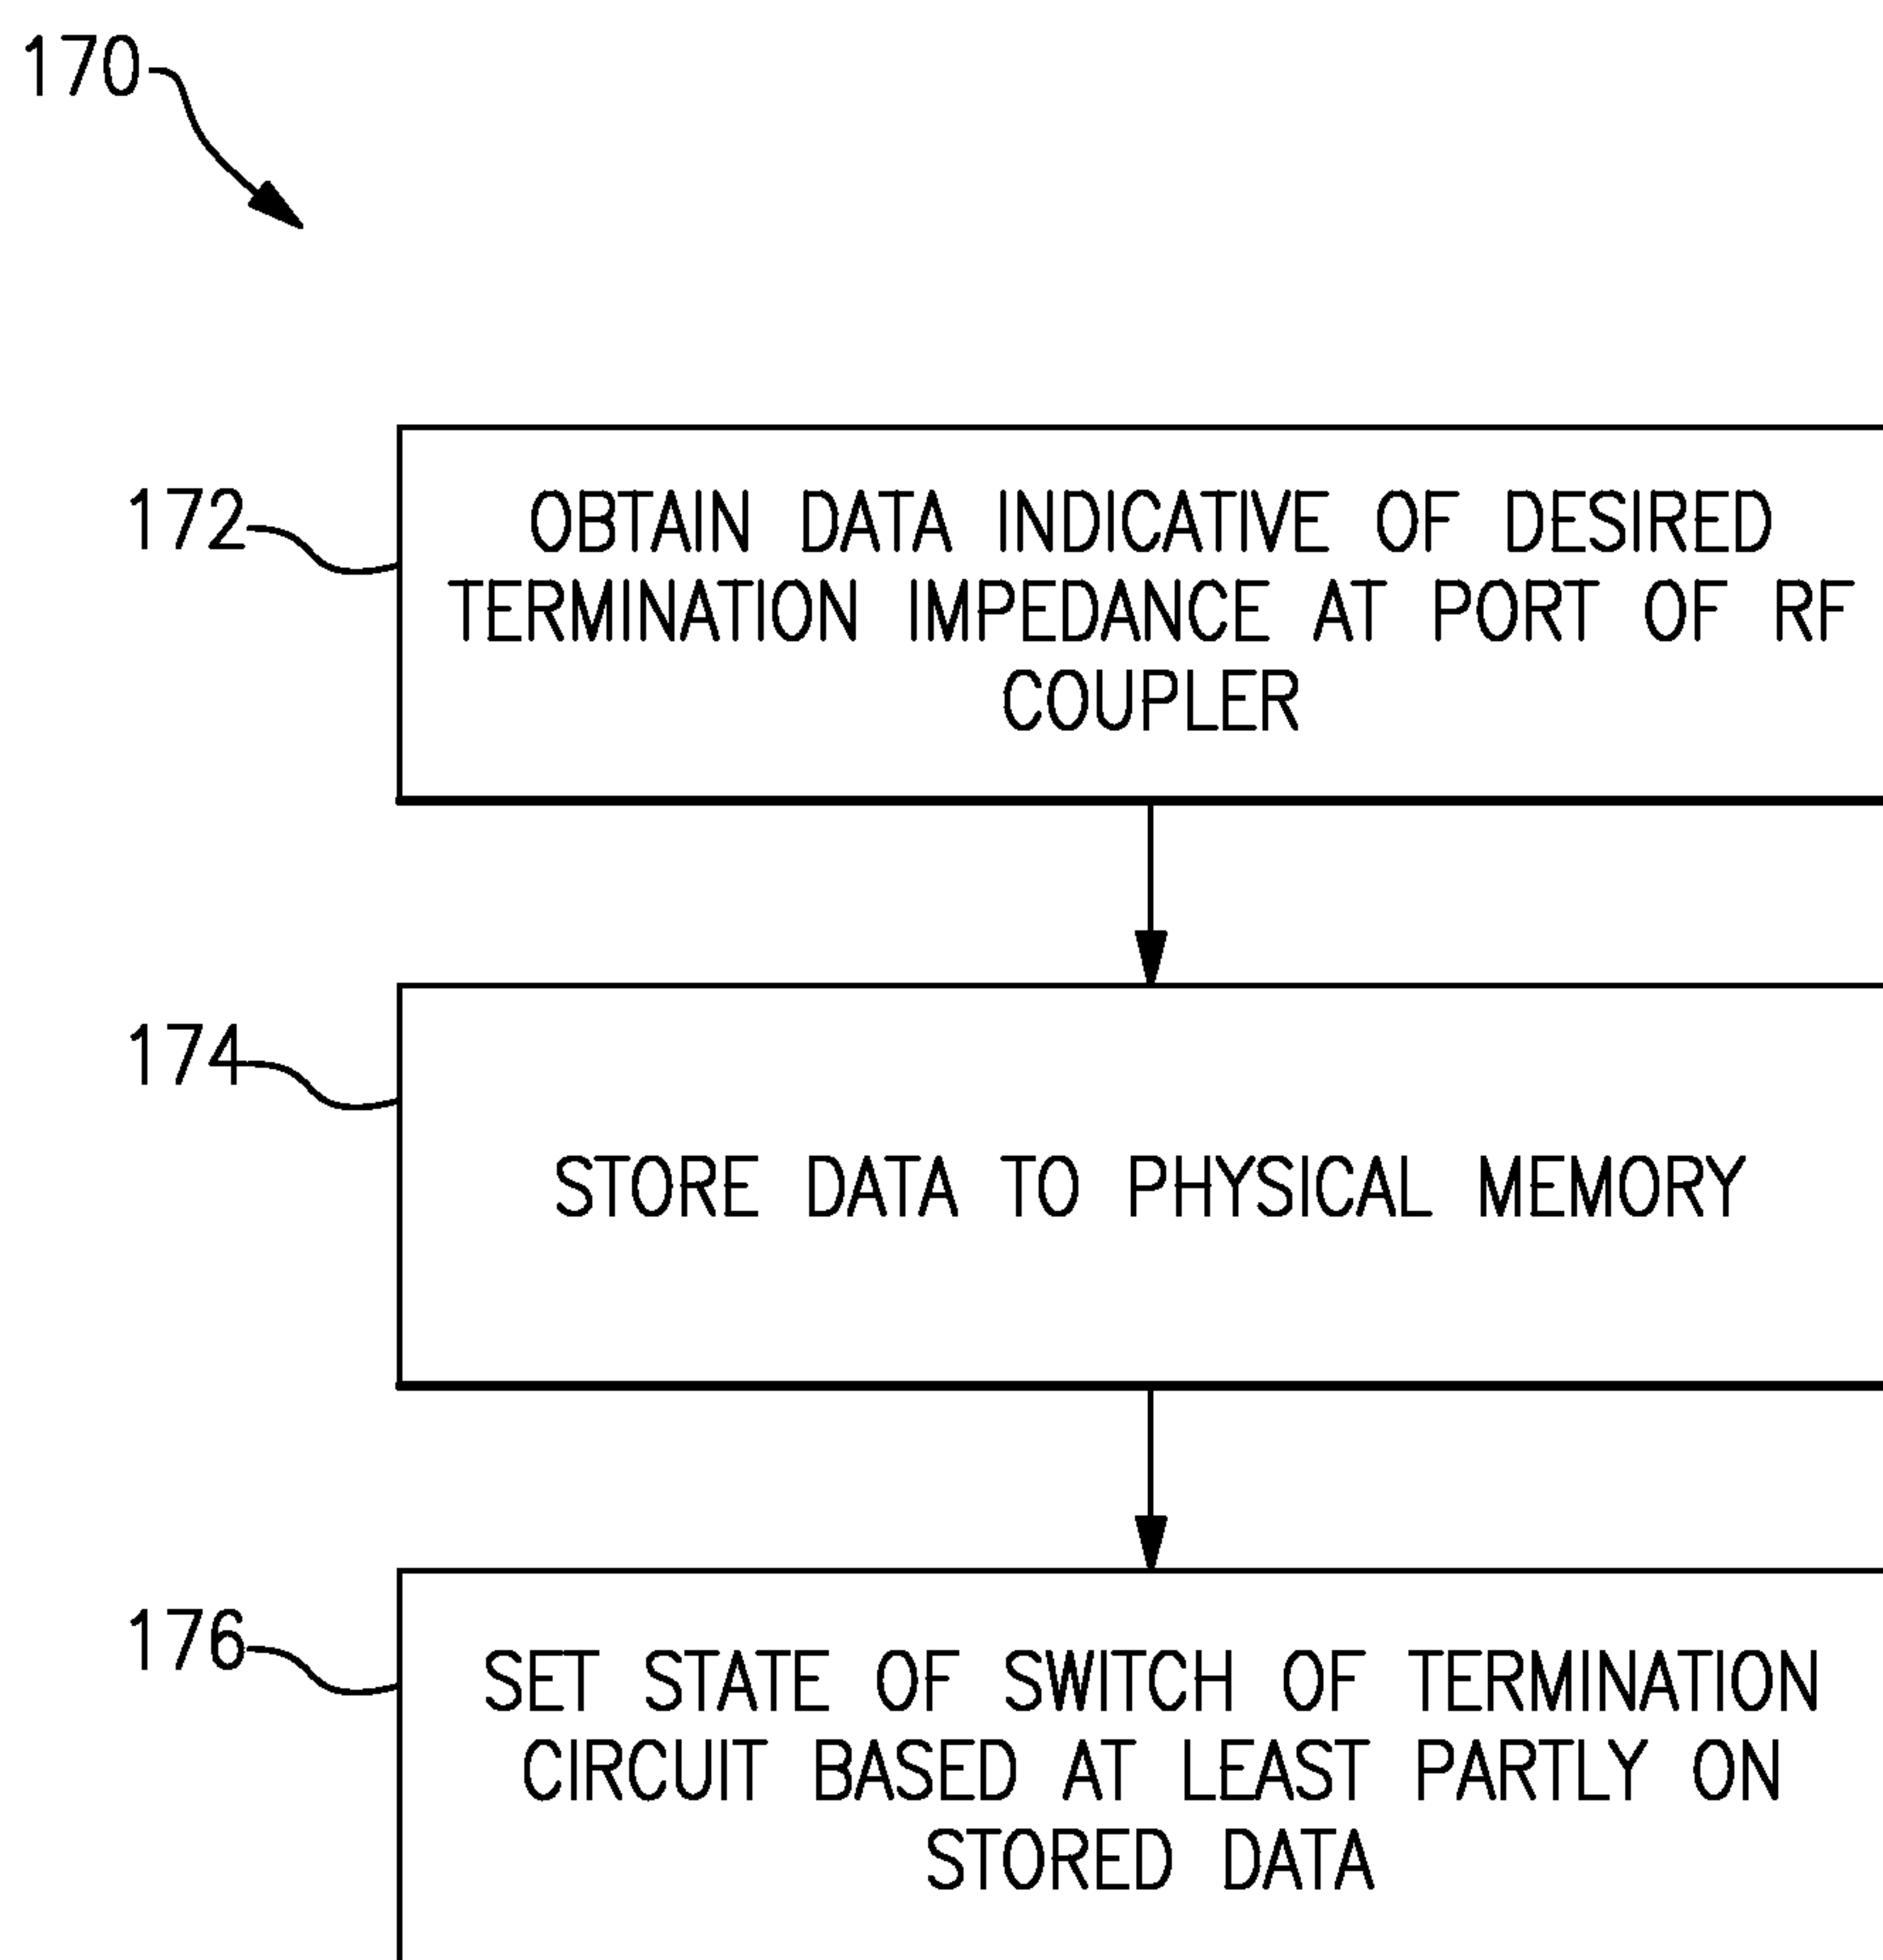 170
172
OBTAIN DATA INDICATIVE OF DESIRED
TERMINATION IMPEDANCE AT PORT OF RF
COUPLER
174
STORE DATA TO PHYSICAL MEMORY
176
SET STATE OF SWITCH OF TERMINATION
CIRCUIT BASED AT LEAST PARTLY ON
STORED DATA